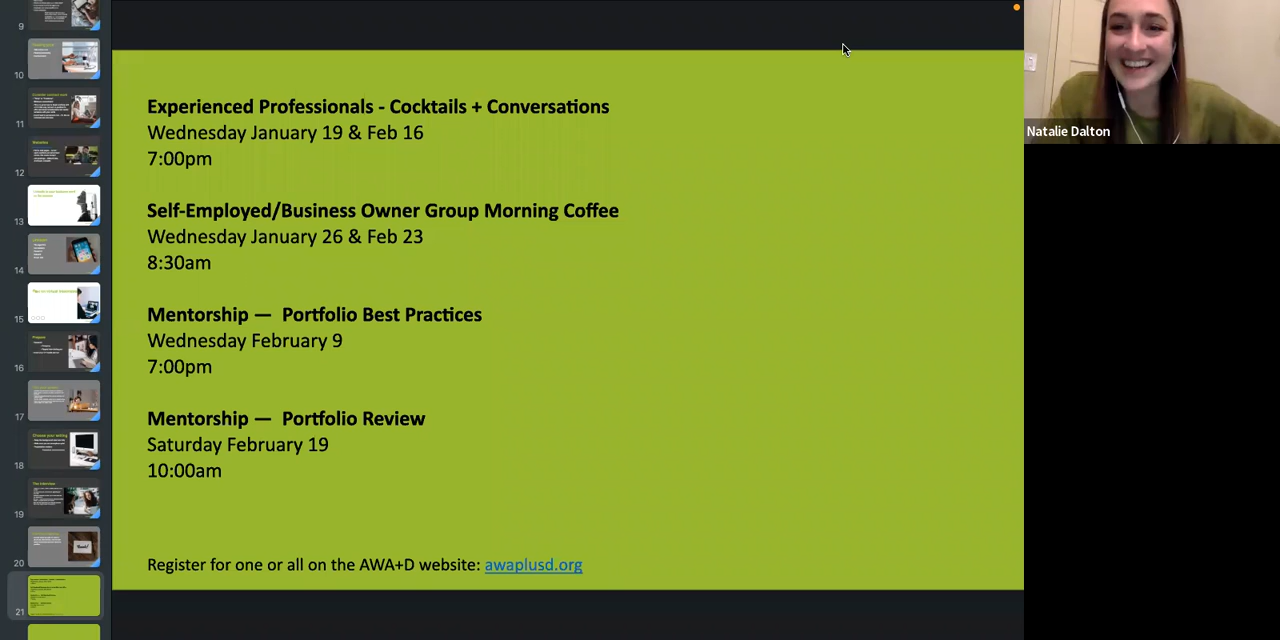 Experienced Professionals - Cocktails + Conversations
Wednesday January 19 & Feb 16
7:00pm
Self-Employed/Business Owner Group Morning Coffee
Wednesday January 26 & Feb 23
8:30am
Mentorship — Portfolio Best Practices
Wednesday February 9
7:00pm
Mentorship — Portfolio Review
Saturday February 19
10:00am
Register for one or all on the AWA+D website: awaplusd.org
Natalie Dalton
9
10
11
12
13
14
15
16
17
18
19
20
21